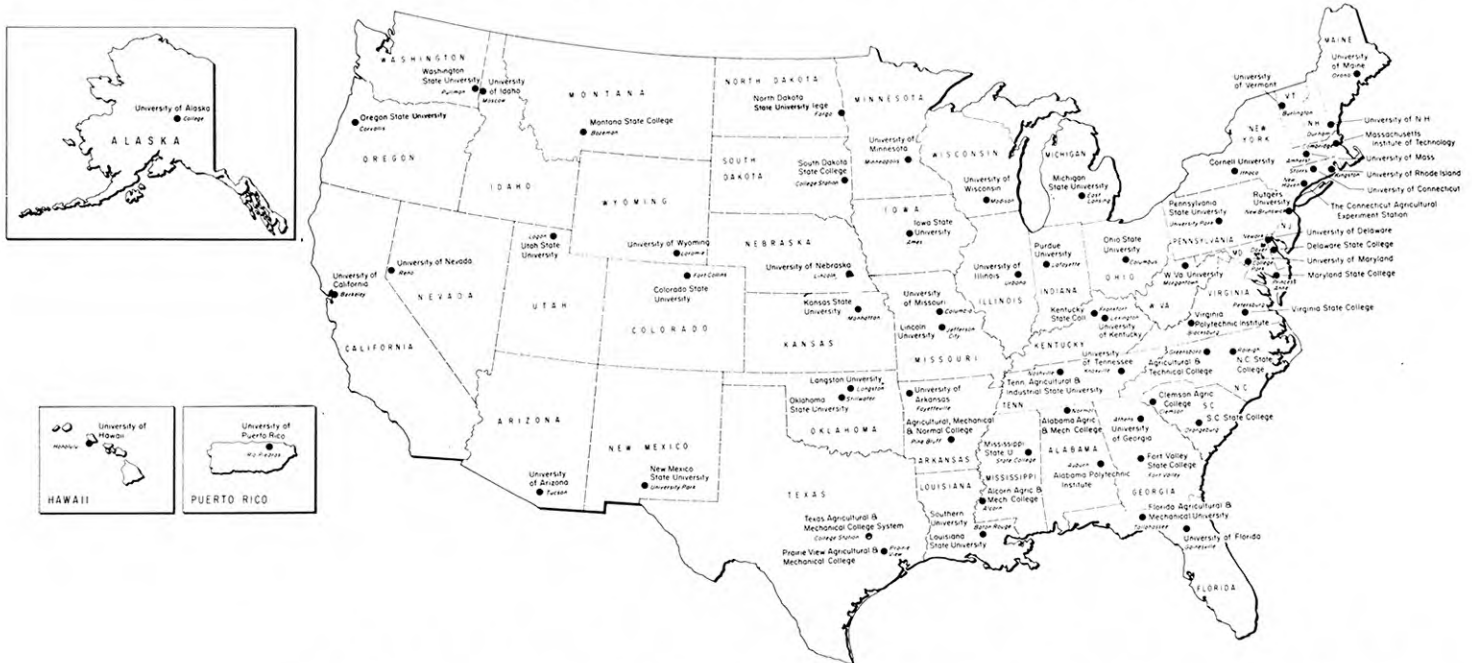 University of Alaska
College
ALASKA
University of
Hawaii
Honolulu
HAWAII
University of
Puerto Rico
Rio Piedras
PUERTO RICO
WASHINGTON
Washington
State University
Pullman
University
of Idaho
Moscow
Oregon State University
Corvallis
OREGON
IDAHO
MONTANA
Montana State College
Bozeman
WYOMING
University of Wyoming
Laramie
Logan
Utah State
University
UTAH
University of Nevada
Reno
NEVADA
University of
California
Berkeley
CALIFORNIA
Fort Collins
Colorado State
University
COLORADO
ARIZONA
University
of Arizona
Tucson
NEW MEXICO
New Mexico
State University
University Park
NORTH DAKOTA
North Dakota
State University lege
Fargo
SOUTH
DAKOTA
South Dakota
State College
College Station
NEBRASKA
University of Nebraska
Lincoln
Kansas State
University
Manhattan
KANSAS
Langston University
Langston
Oklahoma
State University
Stillwater
OKLAHOMA
TEXAS
Texas Agricultural &
Mechanical College System
College Station
Prairie View Agricultural &
Mechanical College
Prairie
View
MINNESOTA
University of
Minnesota
Minneapolis
IOWA
Iowa State
University
Ames
University
of Missouri
Columbia
Lincoln
University
Jefferson
City
MISSOURI
University of
Arkansas
Fayetteville
Agricultural, Mechanical
& Normal College
Pine Bluff
ARKANSAS
LOUISIANA
Southern
University
Baton Rouge
Louisiana
State University
WISCONSIN
University of
Wisconsin
Madison
MICHIGAN
Michigan
State University
East
Lansing
University of
Illinois
Urbana
ILLINOIS
Purdue
University
Lafayette
INDIANA
Ohio State
University
Columbus
OHIO
Kentucky
State Coll
Frankfort
Lexington
University
of Kentucky
KENTUCKY
University
of Tennessee
Knoxville
Nashville
Tenn. Agricultural &
Industrial State University
TENN
Mississippi
State U
State College
MISSISSIPPI
Alcorn Agric &
Mech College
Alcorn
Normal
Alabama Agric
& Mech College
ALABAMA
Auburn
Alabama Polytechnic
Institute
Athens
University
of Georgia
Fort Valley
State College
Fort Valley
GEORGIA
Florida Agricultural &
Mechanical University
Tallahassee
University of Florida
Gainesville
FLORIDA
Clemson Agric
College
Clemson
S C
S.C. State College
Orangeburg
Greensboro
Agricultural &
Technical College
Raleigh
N.C. State
College
N C
VIRGINIA
Petersburg
Virginia State College
Virginia
Polytechnic Institute
Blacksburg
W VA
W. Va University
Morgantown
PENNSYLVANIA
Pennsylvania
State University
University Park
NEW
YORK
Cornell University
Ithaca
Rutgers
University
New Brunswick
N J
University of Delaware
Newark
Delaware State College
Dover
University of Maryland
College
Park
MD
Maryland State College
Princess
Anne
MAINE
University
of Maine
Orono
University
of Vermont
V T
Burlington
N H
Durham
University of N H
Cambridge
Massachusetts
Institute of Technology
Amherst
University of Mass
Kingston
University of Rhode Island
Storrs
University of Connecticut
New
Haven
The Connecticut Agricultural
Experiment Station